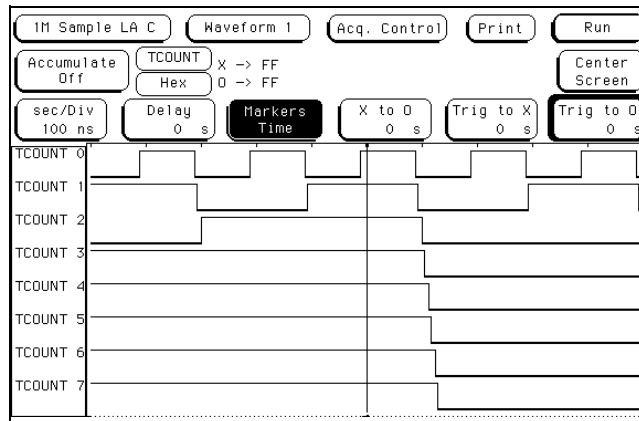 1M Sample LA C Waveform 1 Acq. Control Print Run
Accumulate Off TCOUNT X -> FF Center Screen
Hex O -> FF
sec/Div 100 ns Delay 0 s Markers Time X to O 0 s Trig to X 0 s Trig to O 0 s
TCOUNT 0
TCOUNT 1
TCOUNT 2
TCOUNT 3
TCOUNT 4
TCOUNT 5
TCOUNT 6
TCOUNT 7